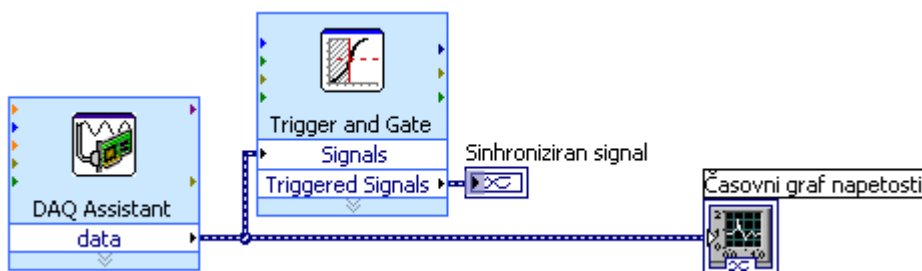 Trigger and Gate
Signals
Triggered Signals
Sinhroniziran signal
DAQ Assistant
data
Časovni graf napetosti